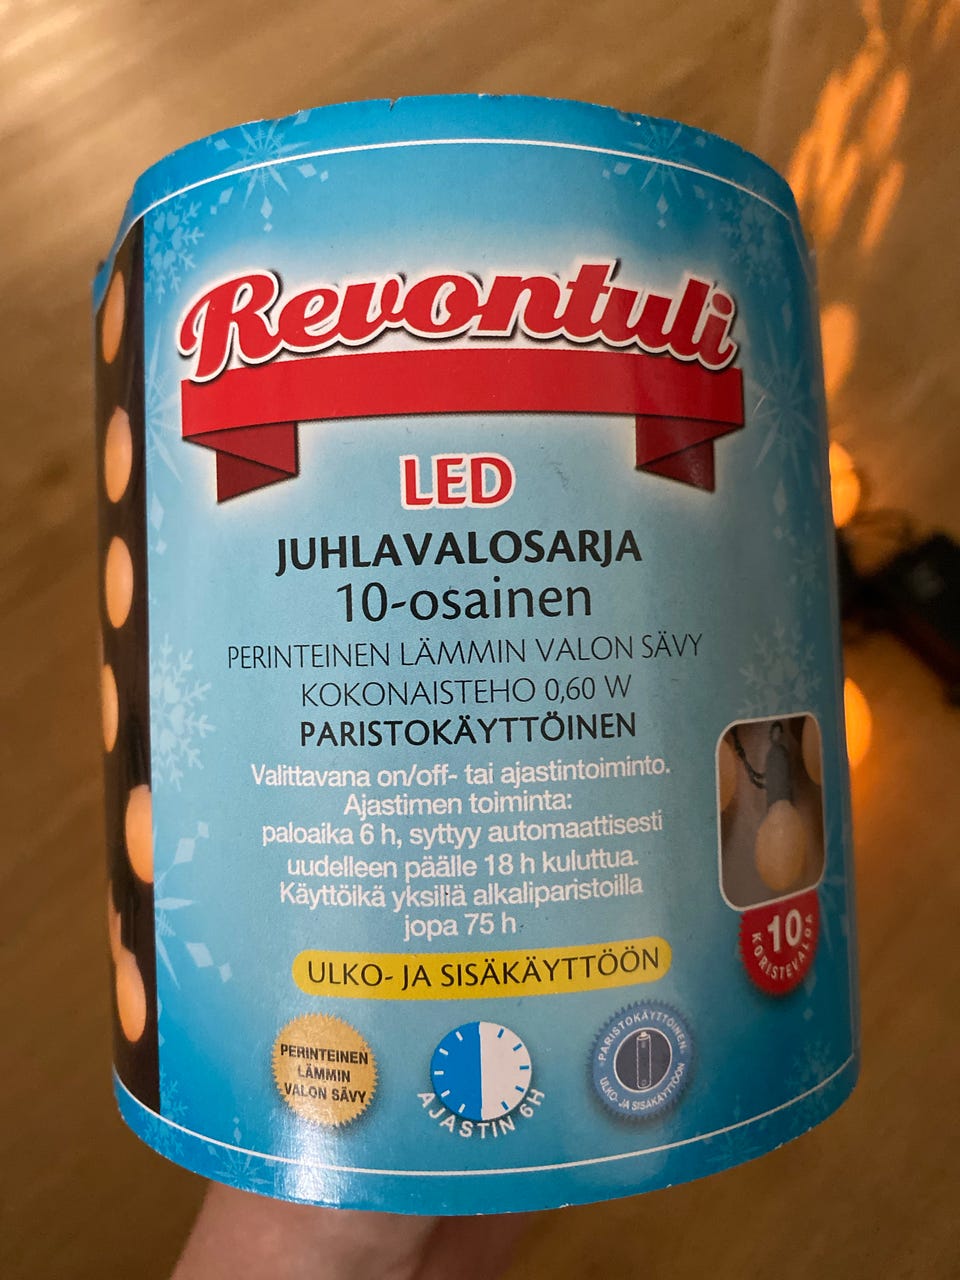 Revontuli
LED
JUHLAVALOSARJA
10-osainen
PERINTEINEN LÄMMIN VALON SÄVY
KOKONAISTEHO 0,60 W
PARISTOKÄYTTÖINEN
Valittavana on/off- tai ajastintoiminto.
Ajastimen toiminta:
paloaika 6 h, syttyy automaattisesti
uudelleen päälle 18 h kuluttua.
Käyttöikä yksillä alkaliparistoilla
jopa 75 h
10
KORISTEVALOA
ULKO- JA SISÄKÄYTTÖÖN
PERINTEINEN
LÄMMIN
VALON SÄVY
AJASTIN 6H
PARISTOKÄYTTÖINEN
ULKO- JA SISÄKÄYTTÖÖN